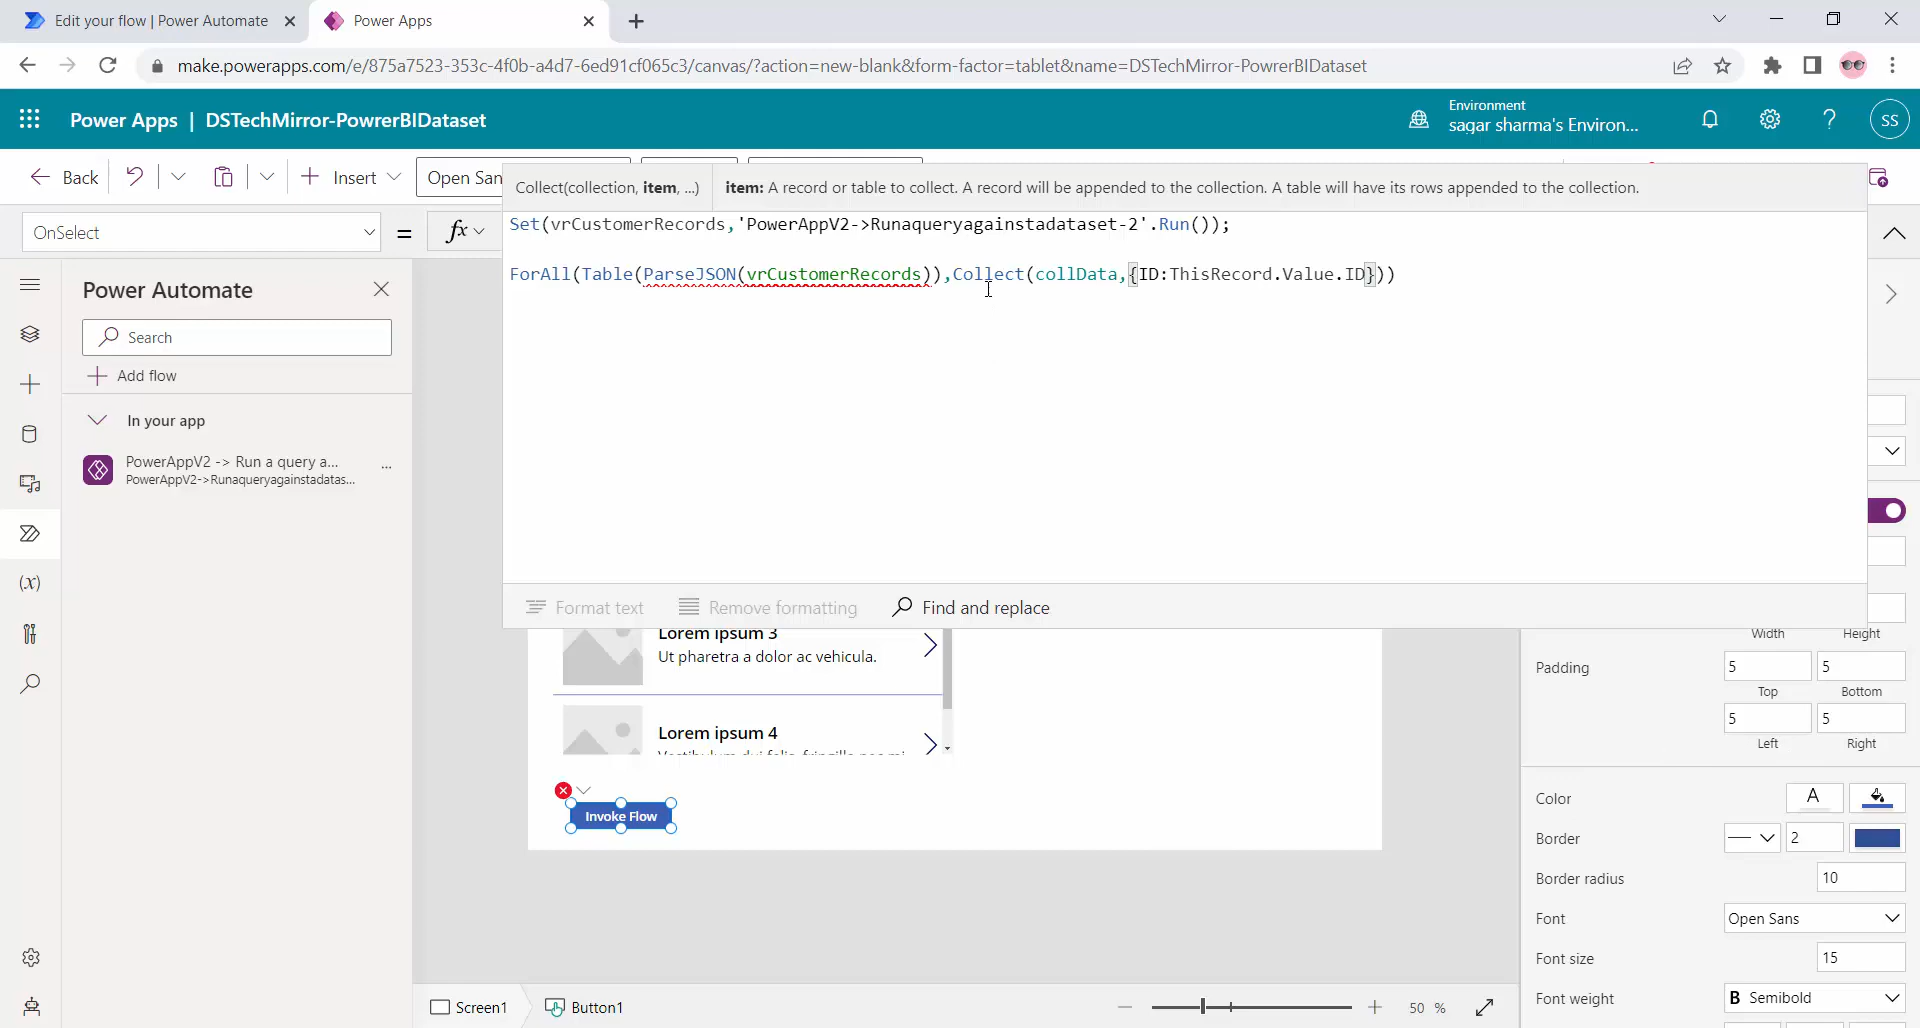 Edit your flow | Power Automate
Power Apps
make.powerapps.com/e/875a7523-353c-4f0b-a4d7-6ed91cf065c3/canvas/?action=new-blank&form-factor=tablet&name=DSTechMirror-PowrerBIDataset
Power Apps | DSTechMirror-PowrerBIDataset
Environment
sagar sharma's Environ...
SS
Back
Insert
Open San
Collect(collection, item, ...)
item: A record or table to collect. A record will be appended to the collection. A table will have its rows appended to the collection.
OnSelect
=
fx
Set(vrCustomerRecords,'PowerAppV2->Runaqueryagainstadataset-2'.Run());
ForAll(Table(ParseJSON(vrCustomerRecords)),Collect(collData,{ID:ThisRecord.Value.ID}))
Power Automate
Search
Add flow
In your app
PowerAppV2 -> Run a query a...
PowerAppV2->Runaqueryagainstadatas...
(x)
Format text
Remove formatting
Find and replace
Lorem ipsum 3
Ut pharetra a dolor ac vehicula.
Lorem ipsum 4
Invoke Flow
Width
Height
Padding
5
5
Top
Bottom
5
5
Left
Right
Color
A
Border
2
Border radius
10
Font
Open Sans
Font size
15
Font weight
B Semibold
Screen1
Button1
50 %